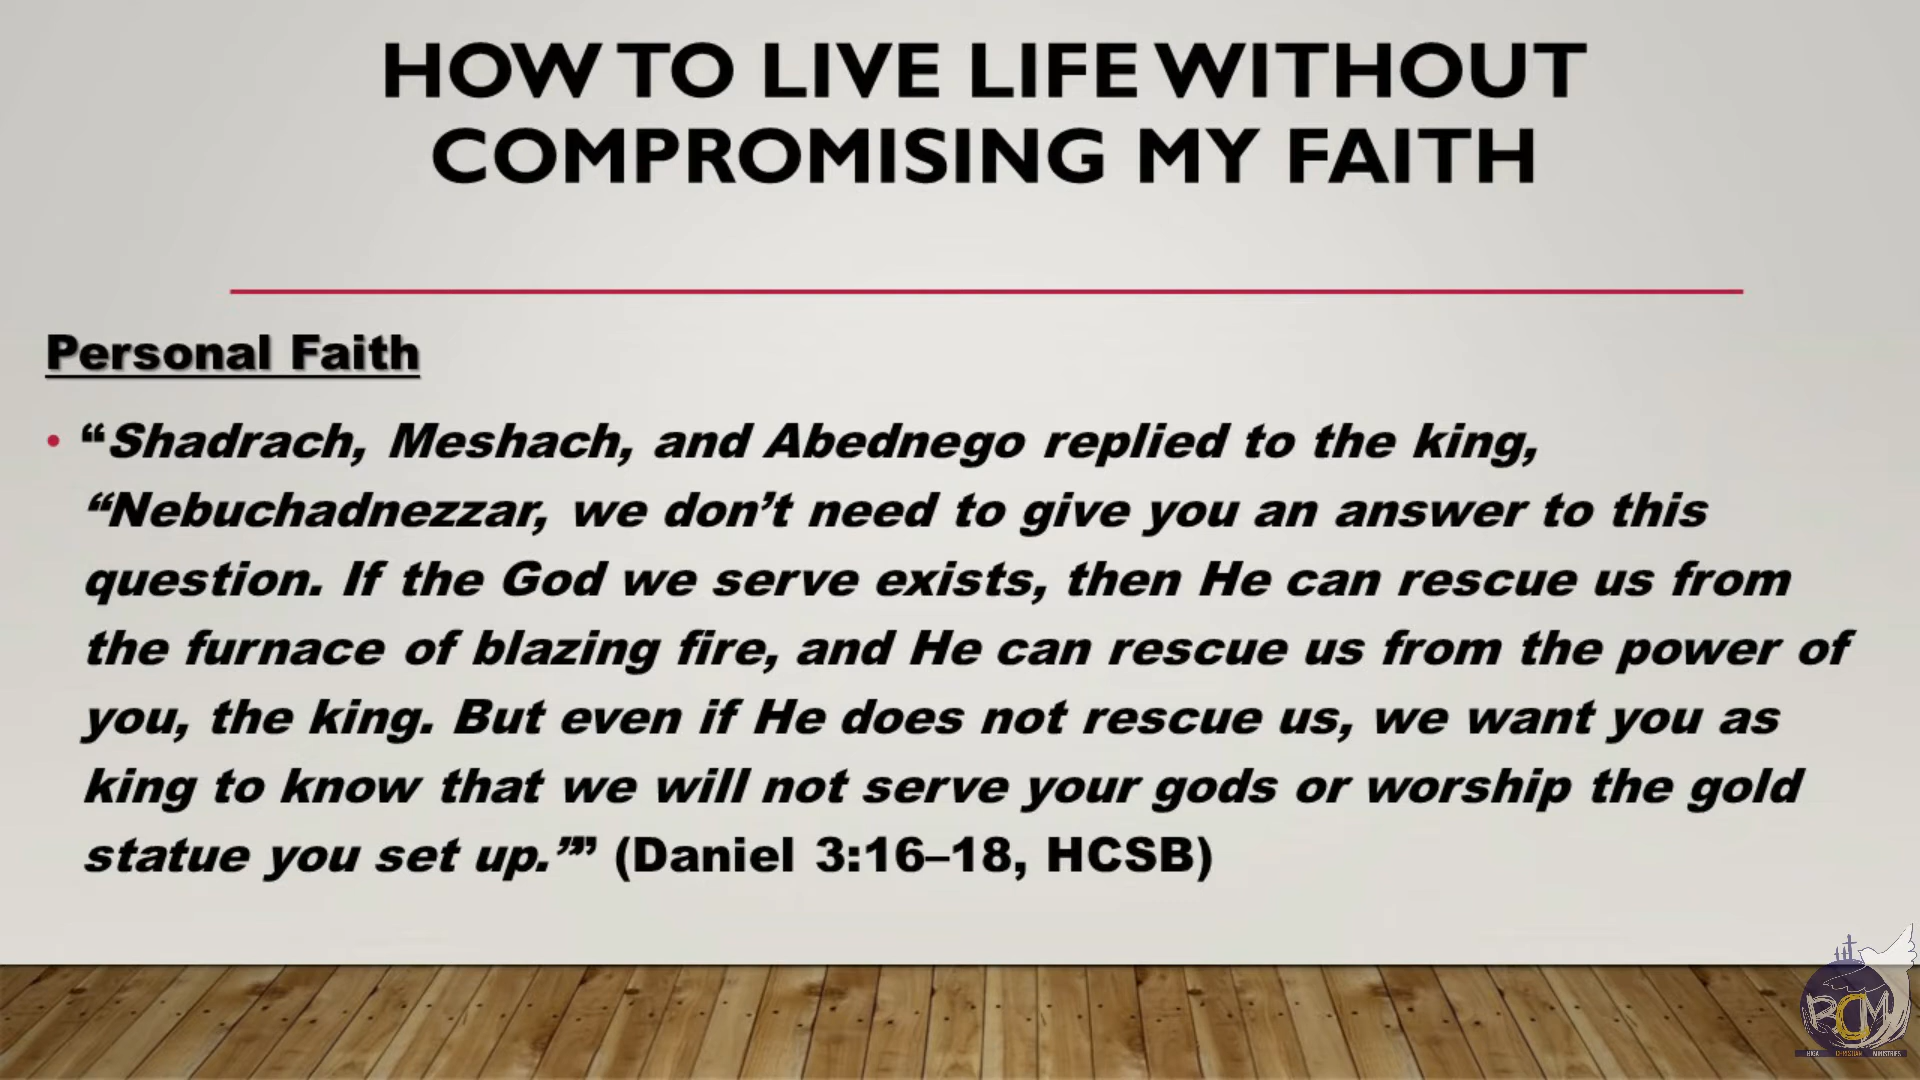 HOW TO LIVE LIFE WITHOUT
COMPROMISING MY FAITH
Personal Faith
• “Shadrach, Meshach, and Abednego replied to the king,
“Nebuchadnezzar, we don’t need to give you an answer to this
question. If the God we serve exists, then He can rescue us from
the furnace of blazing fire, and He can rescue us from the power of
you, the king. But even if He does not rescue us, we want you as
king to know that we will not serve your gods or worship the gold
statue you set up.”” (Daniel 3:16–18, HCSB)
RCM
CHRISTIAN MINISTRIES